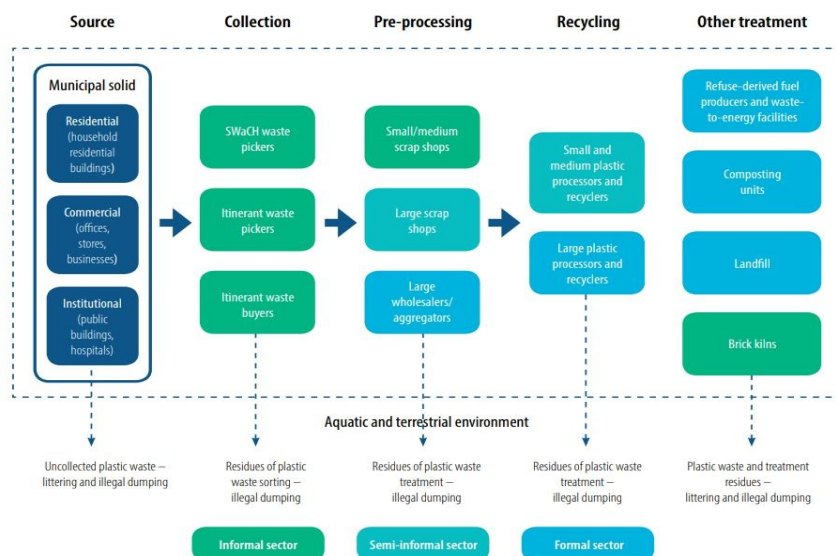 Source
Collection
Pre-processing
Recycling
Other treatment
Municipal solid
Residential
(household
residential
buildings)
Commercial
(offices,
stores,
businesses)
Institutional
(public
buildings,
hospitals)
SWaCH waste
pickers
Itinerant waste
pickers
Itinerant waste
buyers
Small/medium
scrap shops
Large scrap
shops
Large
wholesalers/
aggregators
Small and
medium plastic
processors and
recyclers
Large plastic
processors and
recyclers
Refuse-derived fuel
producers and waste-
to-energy facilities
Composting
units
Landfill
Brick kilns
Aquatic and terrestrial environment
Uncollected plastic waste –
littering and illegal dumping
Residues of plastic
waste sorting –
illegal dumping
Residues of plastic waste
treatment –
illegal dumping
Residues of plastic waste
treatment –
illegal dumping
Plastic waste and treatment
residues –
littering and illegal dumping
Informal sector
Semi-informal sector
Formal sector